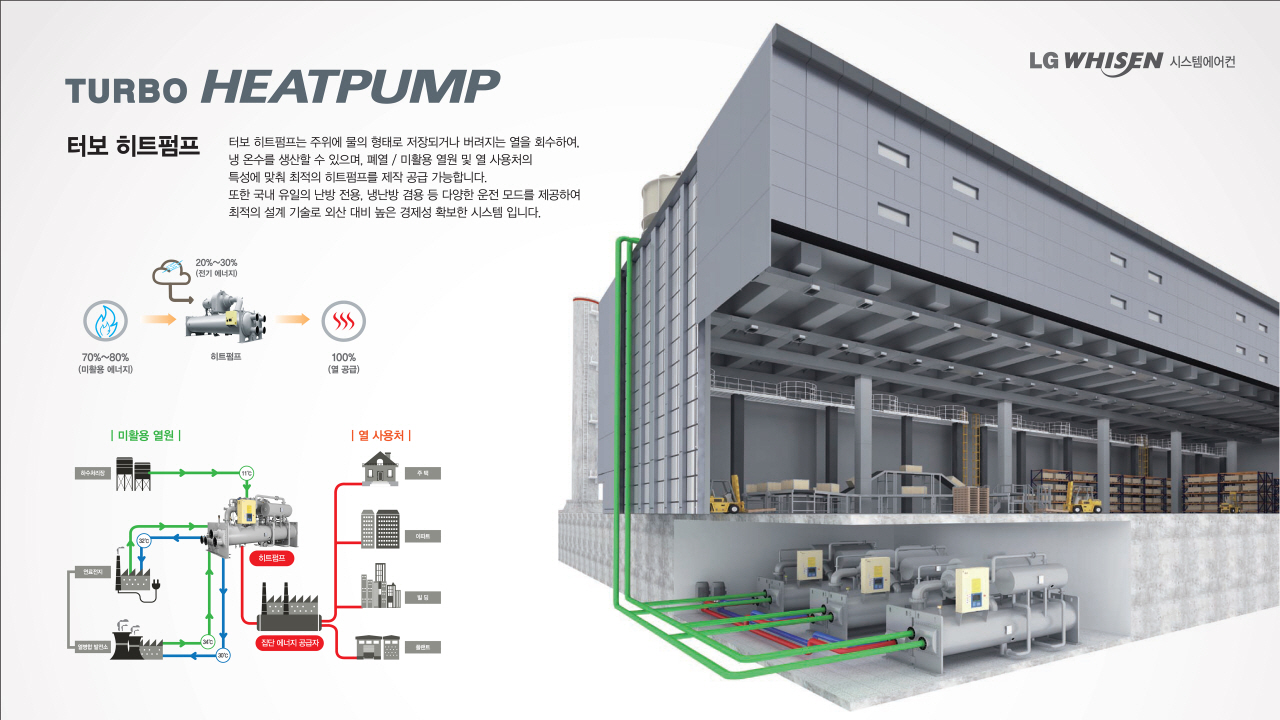 TURBO HEATPUMP
LG WHISEN 시스템에어컨
터보 히트펌프
터보 히트펌프는 주위에 물의 형태로 저장되거나 버려지는 열을 회수하여,
냉 온수를 생산할 수 있으며, 폐열 / 미활용 열원 및 열 사용처의
특성에 맞춰 최적의 히트펌프를 제작 공급 가능합니다.
또한 국내 유일의 난방 전용, 냉난방 겸용 등 다양한 운전 모드를 제공하여
최적의 설계 기술로 외산 대비 높은 경제성 확보한 시스템 입니다.
20%~30%
(전기 에너지)
70%~80%
(미활용 에너지)
히트펌프
100%
(열 공급)
| 미활용 열원 |
| 열 사용처 |
하수처리장
11℃
주 택
32℃
아파트
히트펌프
연료전지
빌 딩
열병합 발전소
34℃
30℃
집단 에너지 공급자
플랜트